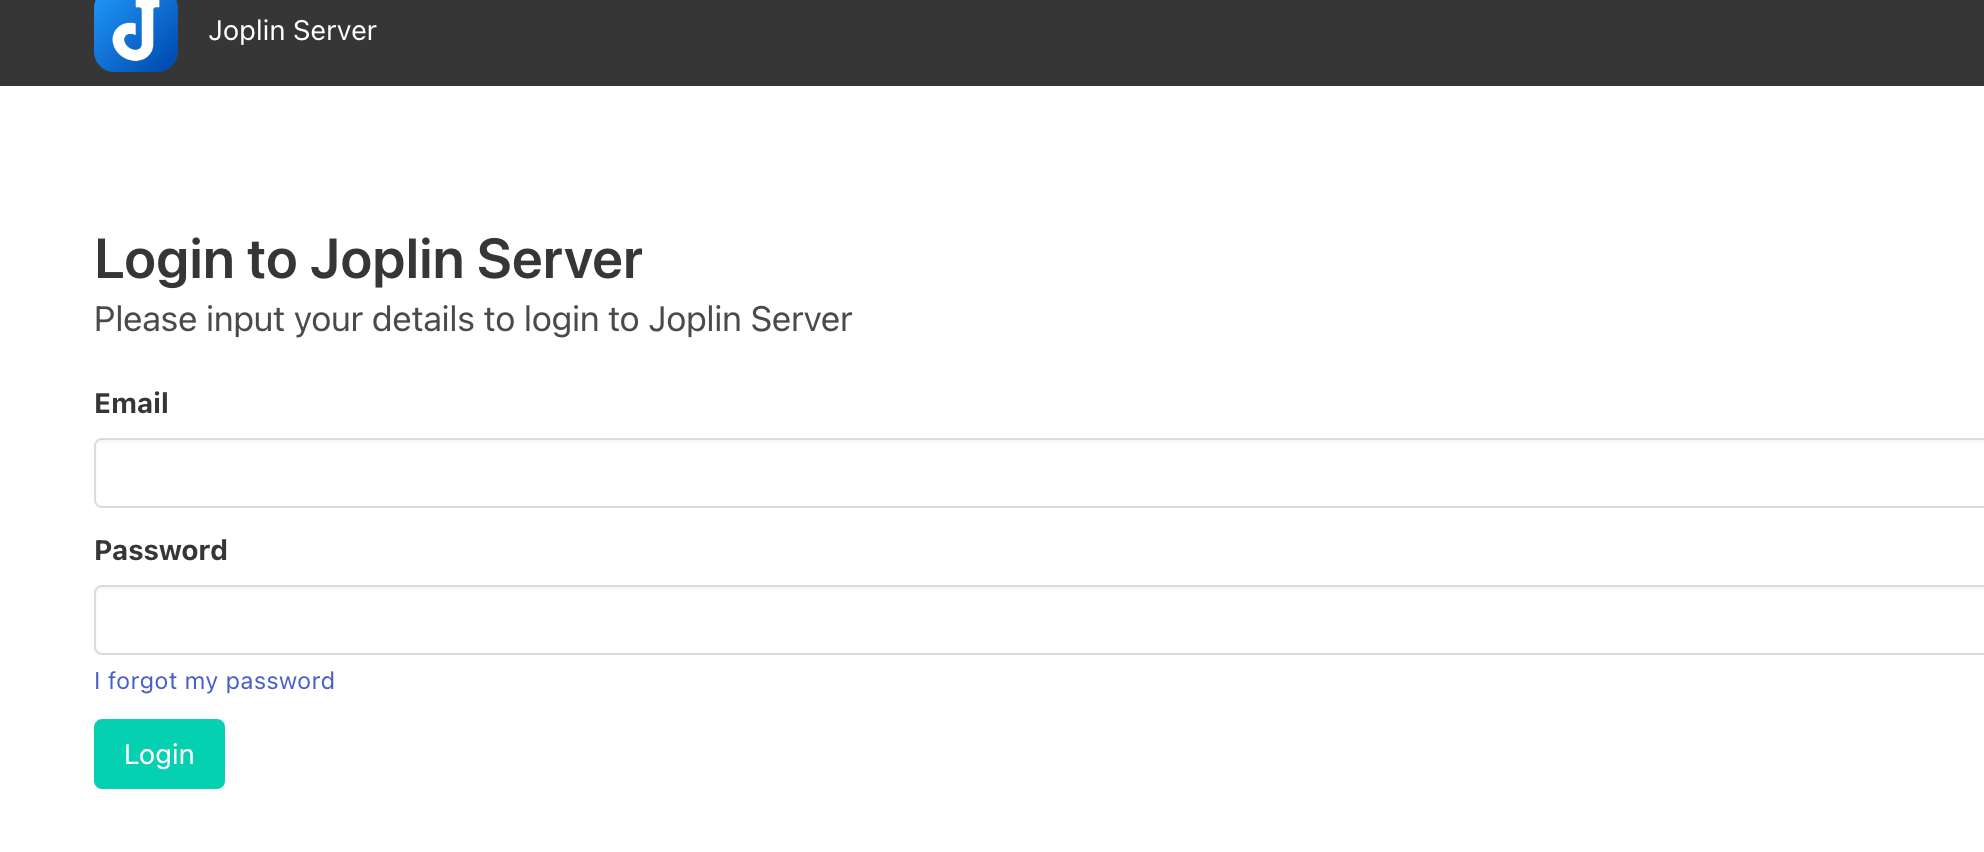 Joplin Server
Login to Joplin Server
Please input your details to login to Joplin Server
Email
Password
I forgot my password
Login